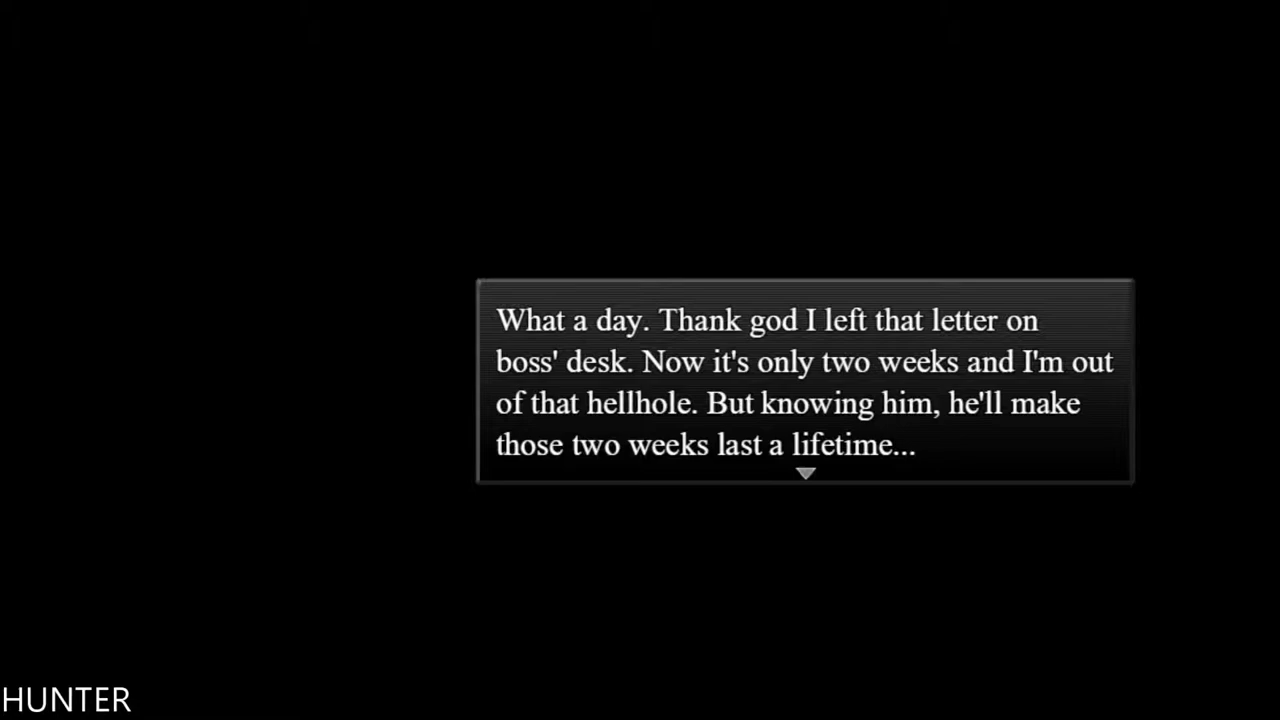 What a day. Thank god I left that letter on
boss' desk. Now it's only two weeks and I'm out
of that hellhole. But knowing him, he'll make
those two weeks last a lifetime...
HUNTER